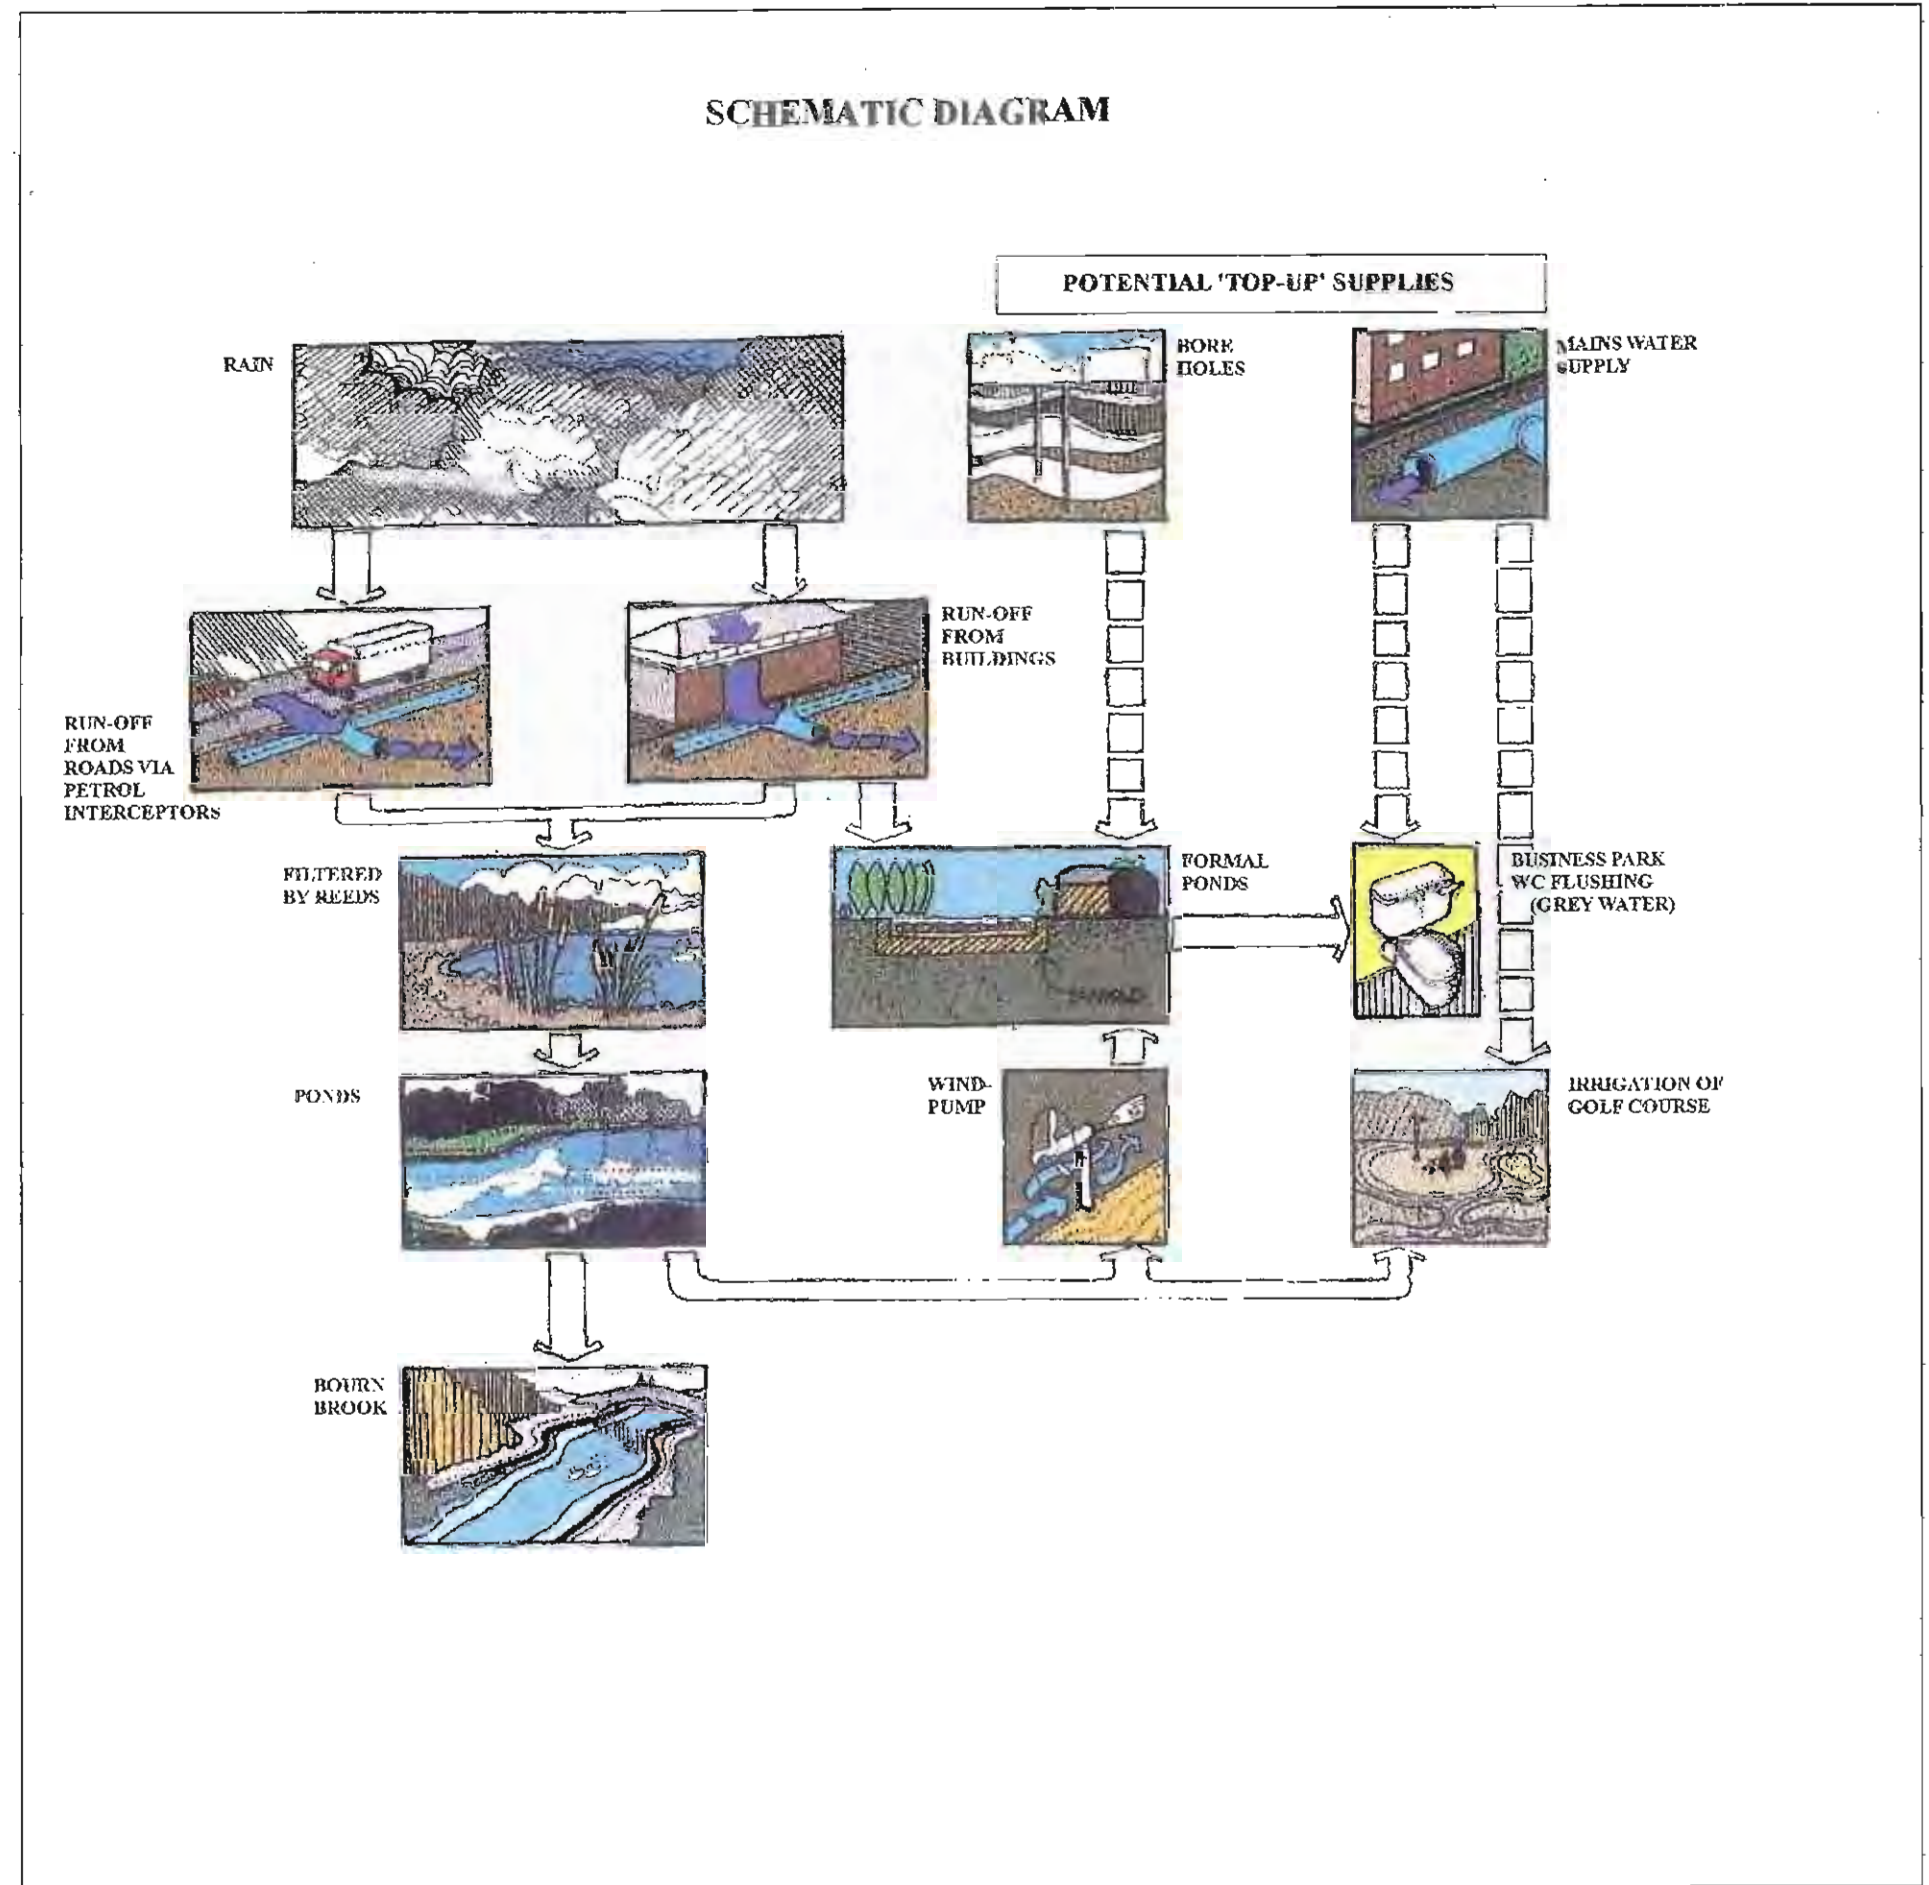 SCHEMATIC DIAGRAM
POTENTIAL 'TOP-UP' SUPPLIES
RAIN
BORE
HOLES
MAINS WATER
SUPPLY
RUN-OFF
FROM
BUILDINGS
RUN-OFF
FROM
ROADS VIA
PETROL
INTERCEPTORS
FILTERED
BY REEDS
FORMAL
PONDS
BUSINESS PARK
WC FLUSHING
(GREY WATER)
PONDS
WIND-
PUMP
IRRIGATION OF
GOLF COURSE
BOURN
BROOK